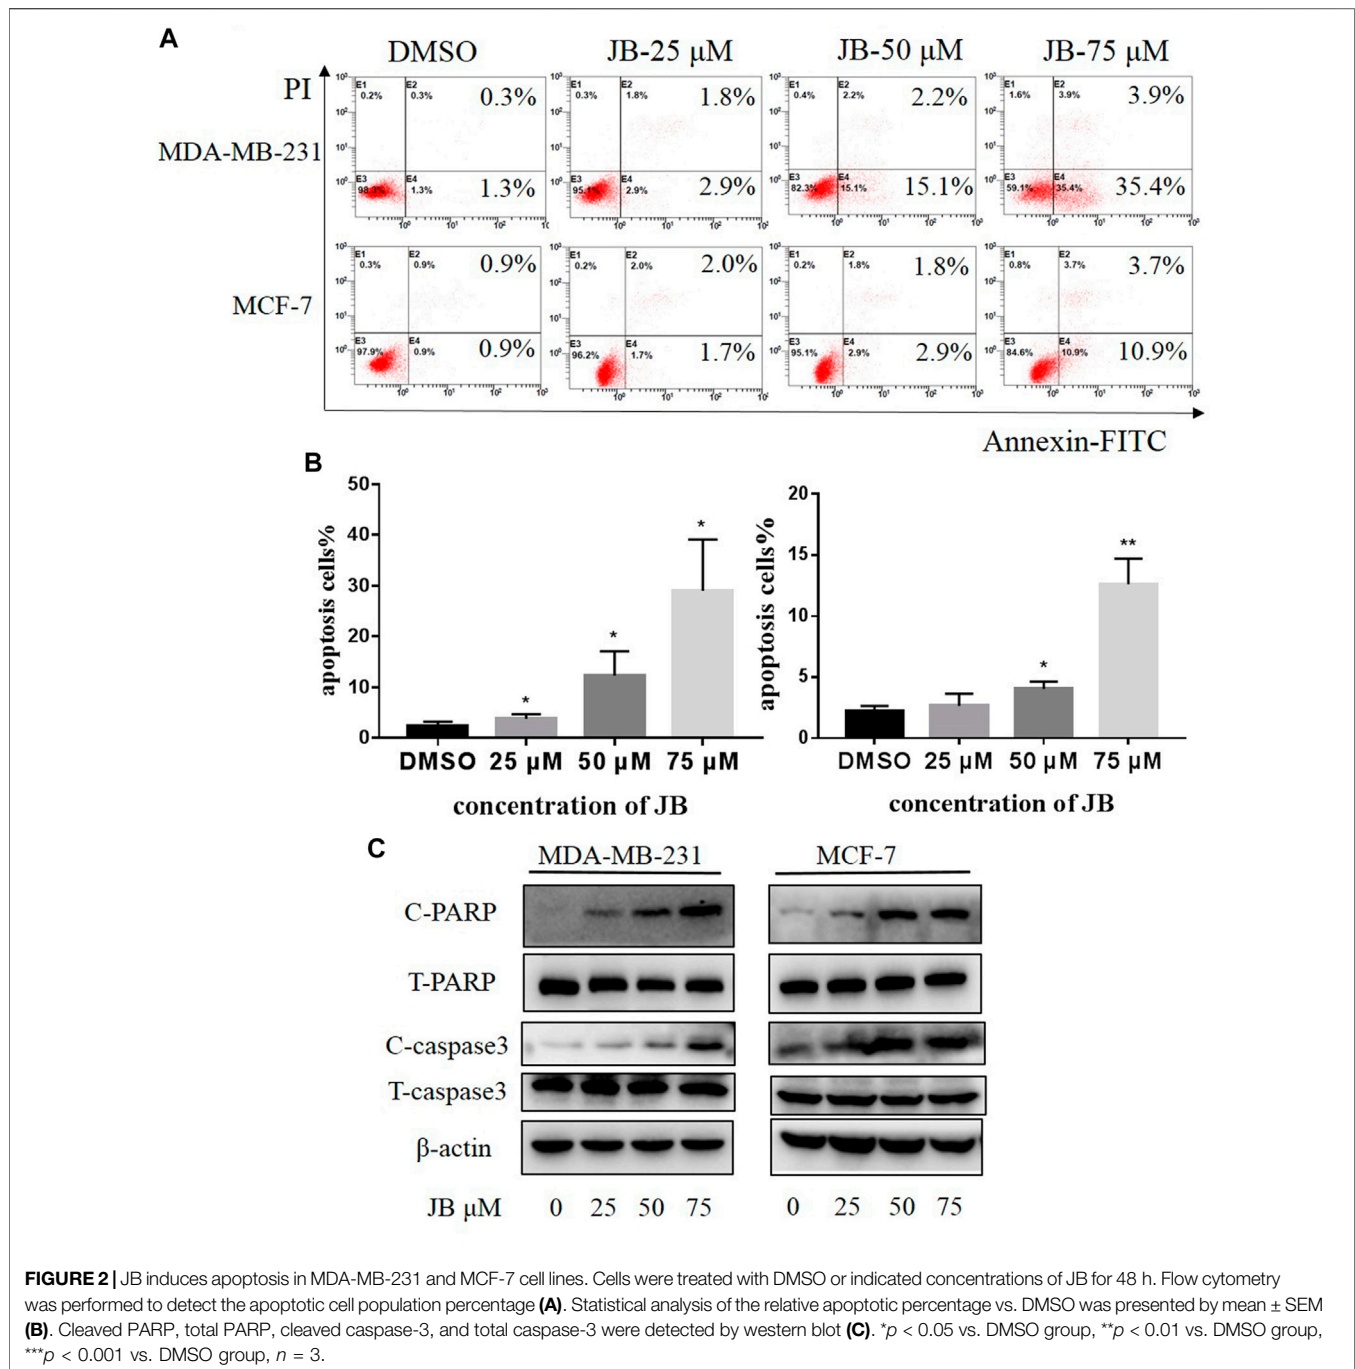 A
DMSO JB-25 μM JB-50 μM JB-75 μM
PI
MDA-MB-231
E1 0.2% E2 0.3% 0.3%
E3 98.3% E4 1.3% 1.3%
E1 0.3% E2 1.8% 1.8%
E3 95.1% E4 2.9% 2.9%
E1 0.4% E2 2.2% 2.2%
E3 82.3% E4 15.1% 15.1%
E1 1.6% E2 3.9% 3.9%
E3 59.1% E4 35.4% 35.4%
MCF-7
E1 0.3% E2 0.9% 0.9%
E3 97.9% E4 0.9% 0.9%
E1 0.2% E2 2.0% 2.0%
E3 96.2% E4 1.7% 1.7%
E1 0.2% E2 1.8% 1.8%
E3 95.1% E4 2.9% 2.9%
E1 0.8% E2 3.7% 3.7%
E3 84.6% E4 10.9% 10.9%
Annexin-FITC
B
apoptosis cells%
50
40
30
20
10
0
* * *
DMSO 25 μM 50 μM 75 μM
concentration of JB
apoptosis cells%
20
15
10
5
0
* **
DMSO 25 μM 50 μM 75 μM
concentration of JB
C
MDA-MB-231 MCF-7
C-PARP
T-PARP
C-caspase3
T-caspase3
β-actin
JB μM 0 25 50 75 0 25 50 75
FIGURE 2 | JB induces apoptosis in MDA-MB-231 and MCF-7 cell lines. Cells were treated with DMSO or indicated concentrations of JB for 48 h. Flow cytometry
was performed to detect the apoptotic cell population percentage (A). Statistical analysis of the relative apoptotic percentage vs. DMSO was presented by mean ± SEM
(B). Cleaved PARP, total PARP, cleaved caspase-3, and total caspase-3 were detected by western blot (C). *p < 0.05 vs. DMSO group, **p < 0.01 vs. DMSO group,
***p < 0.001 vs. DMSO group, n = 3.